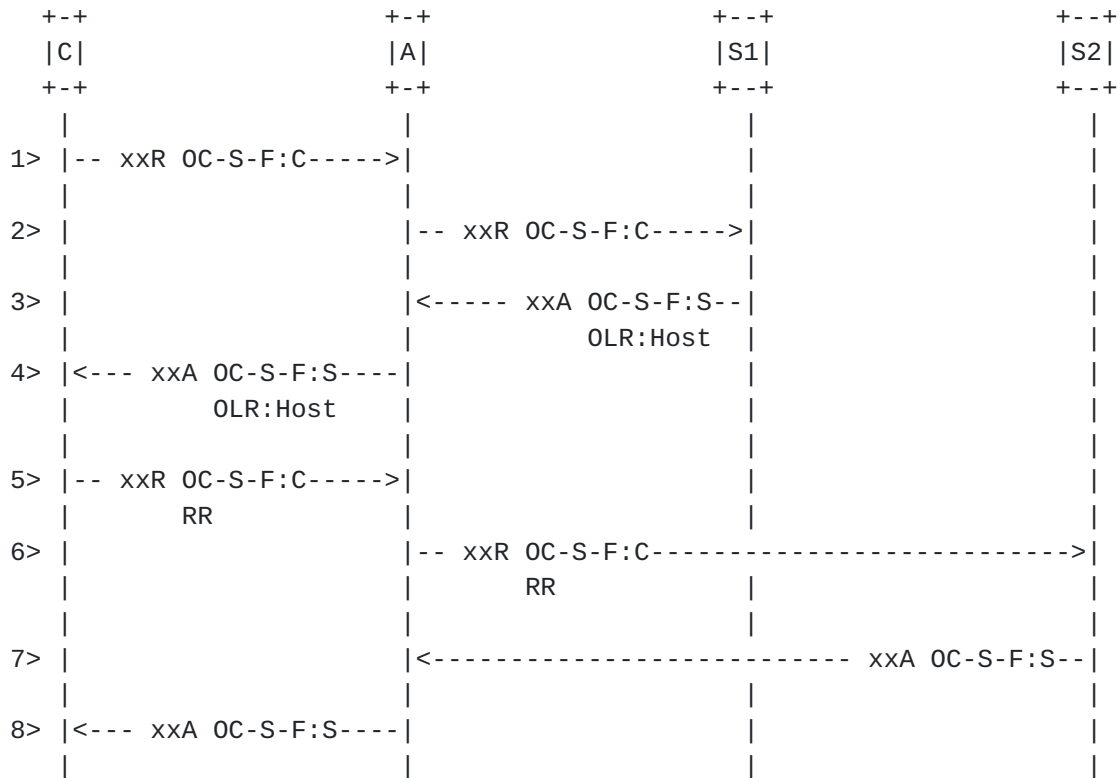 +-+ +-+ +--+ +--+
|C| |A| |S1| |S2|
+-+ +-+ +--+ +--+
| | | |
1> |-- xxR OC-S-F:C----->| | |
| | | |
2> | |-- xxR OC-S-F:C----->| |
| | | |
3> | |<----- xxA OC-S-F:S--| |
| | OLR:Host | |
4> |<--- xxA OC-S-F:S----| | |
| OLR:Host | | |
| | | |
5> |-- xxR OC-S-F:C----->| | |
| RR | | |
6> | |-- xxR OC-S-F:C--------------------------->|
| | RR | |
| | | |
7> | |<--------------------------- xxA OC-S-F:S--|
| | | |
8> |<--- xxA OC-S-F:S----| | |
| | | |